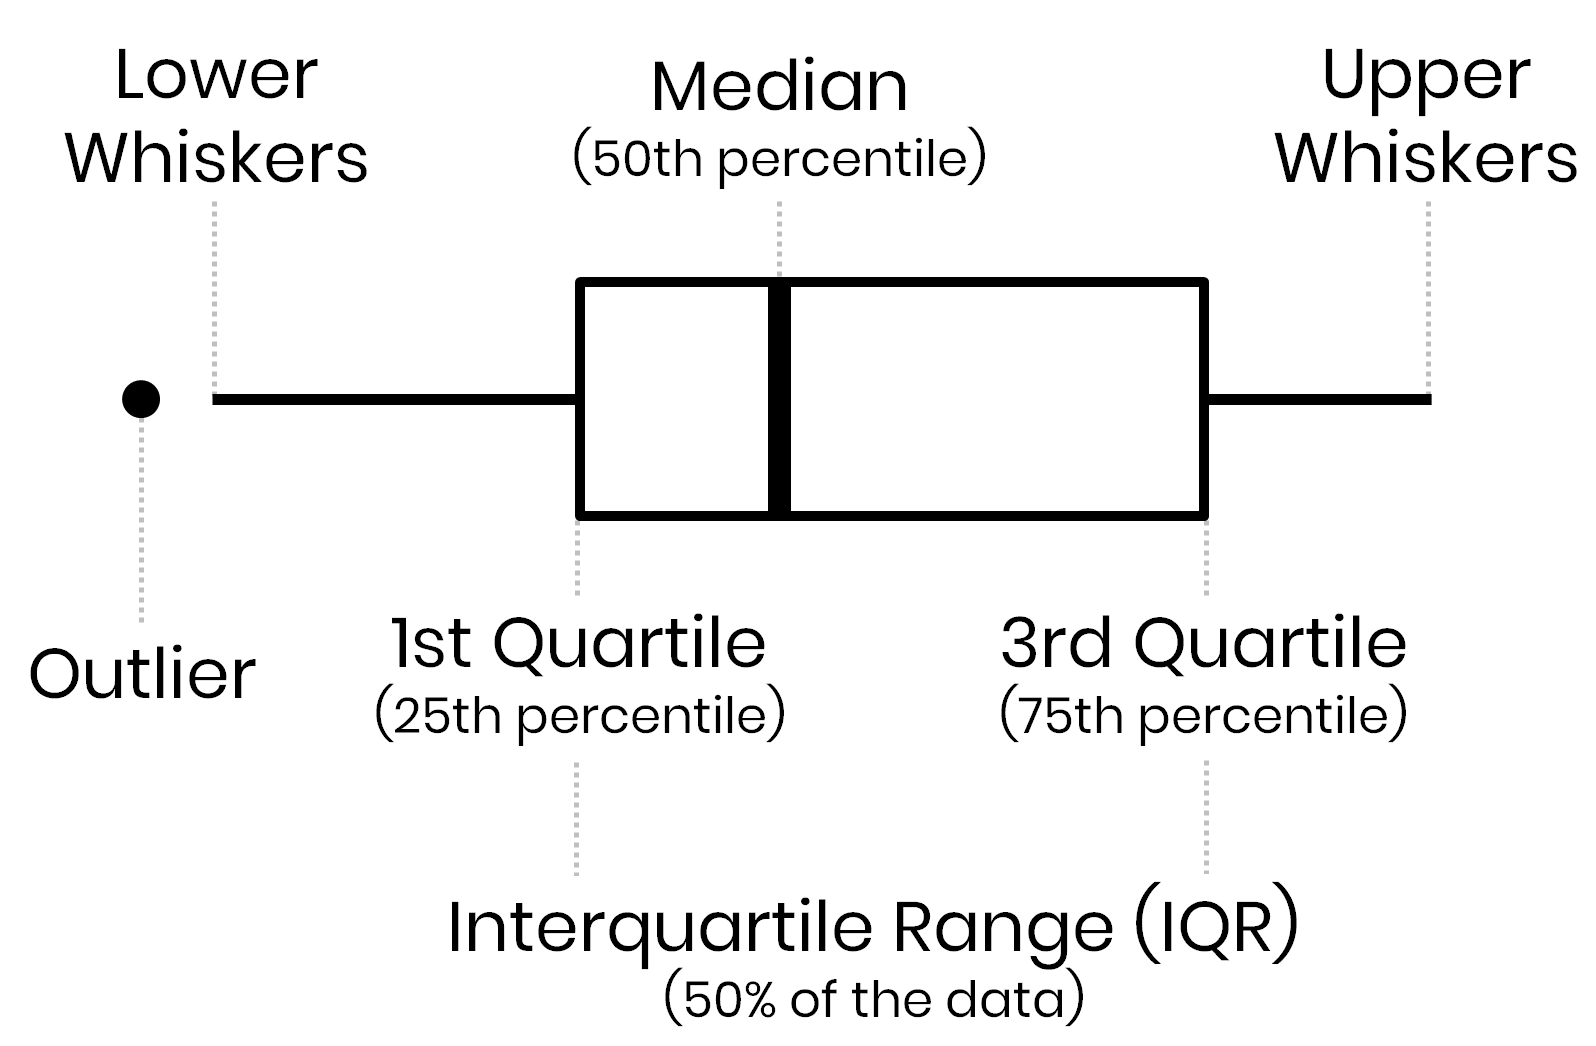 Lower
Whiskers
Median
(50th percentile)
Upper
Whiskers
Outlier
1st Quartile
(25th percentile)
3rd Quartile
(75th percentile)
Interquartile Range (IQR)
(50% of the data)